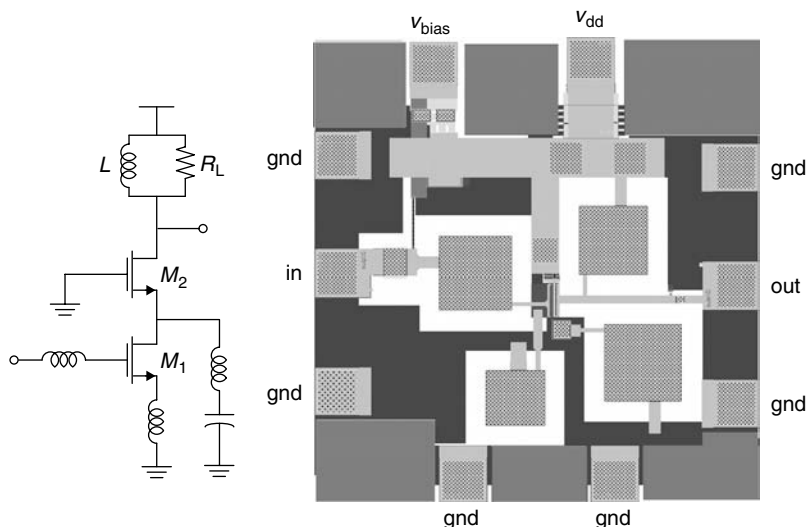 L
R_L
M_2
M_1
v_bias
v_dd
gnd
gnd
in
out
gnd
gnd
gnd
gnd